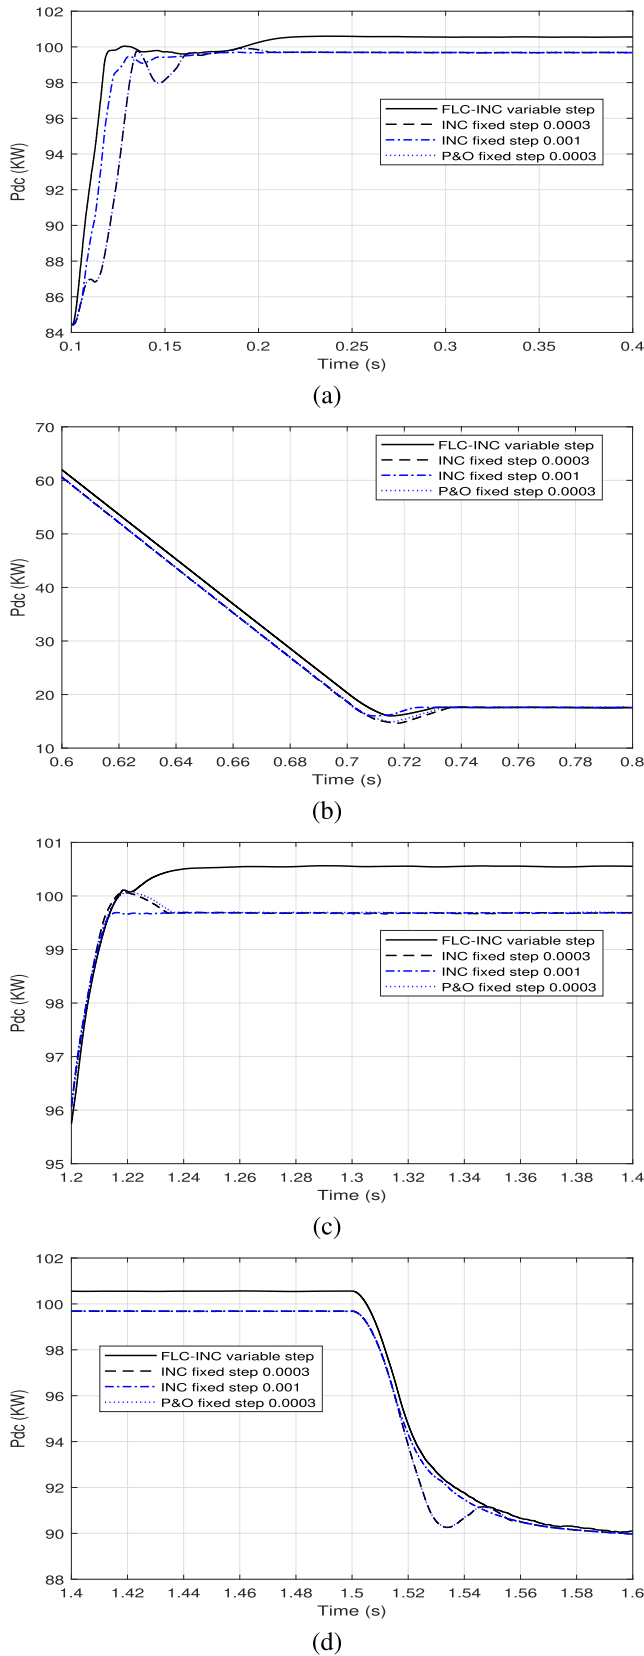 102
100
98
96
94
92
90
88
86
84
Pdc (KW)
FLC-INC variable step
INC fixed step 0.0003
INC fixed step 0.001
P&O fixed step 0.0003
0.1 0.15 0.2 0.25 0.3 0.35 0.4
Time (s)
(a)
70
60
50
40
30
20
10
Pdc (KW)
FLC-INC variable step
INC fixed step 0.0003
INC fixed step 0.001
P&O fixed step 0.0003
0.6 0.62 0.64 0.66 0.68 0.7 0.72 0.74 0.76 0.78 0.8
Time (s)
(b)
101
100
99
98
97
96
95
Pdc (KW)
FLC-INC variable step
INC fixed step 0.0003
INC fixed step 0.001
P&O fixed step 0.0003
1.2 1.22 1.24 1.26 1.28 1.3 1.32 1.34 1.36 1.38 1.4
Time (s)
(c)
102
100
98
96
94
92
90
88
Pdc (KW)
FLC-INC variable step
INC fixed step 0.0003
INC fixed step 0.001
P&O fixed step 0.0003
1.4 1.42 1.44 1.46 1.48 1.5 1.52 1.54 1.56 1.58 1.6
Time (s)
(d)